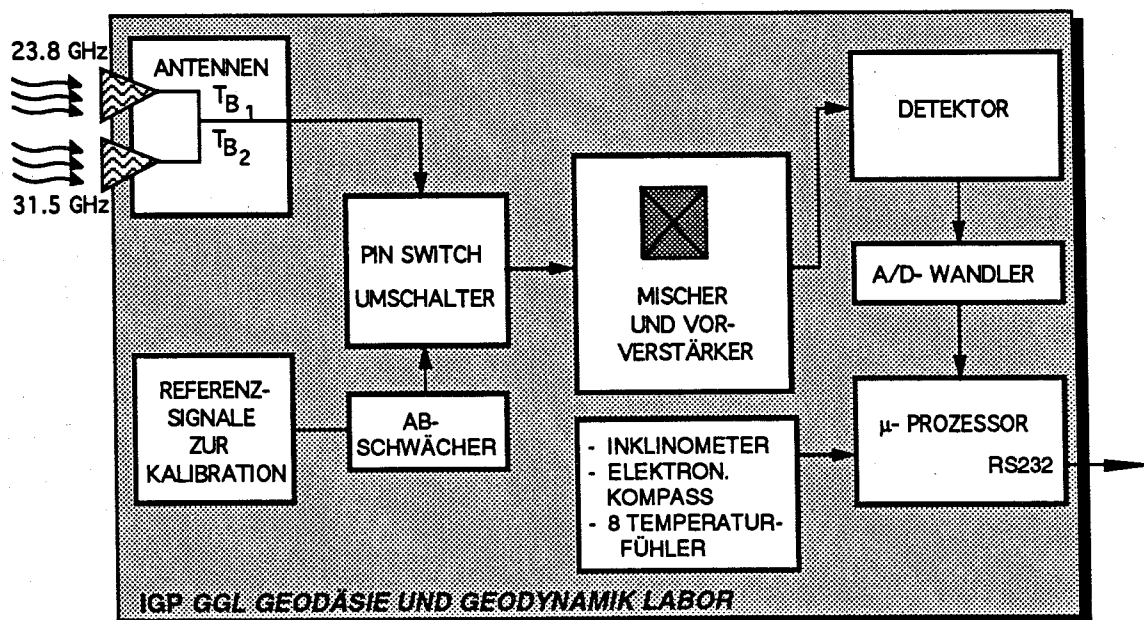 23.8 GHz
31.5 GHz
ANTENNEN
TB1
TB2
PIN SWITCH
UMSCHALTER
REFERENZ-
SIGNALE
ZUR
KALIBRATION
AB-
SCHWÄCHER
MISCHER
UND VOR-
VERSTÄRKER
DETEKTOR
A/D- WANDLER
µ- PROZESSOR
RS232
- INKLINOMETER
- ELEKTRON.
KOMPASS
- 8 TEMPERATUR-
FÜHLER
IGP GGL GEODÄSIE UND GEODYNAMIK LABOR